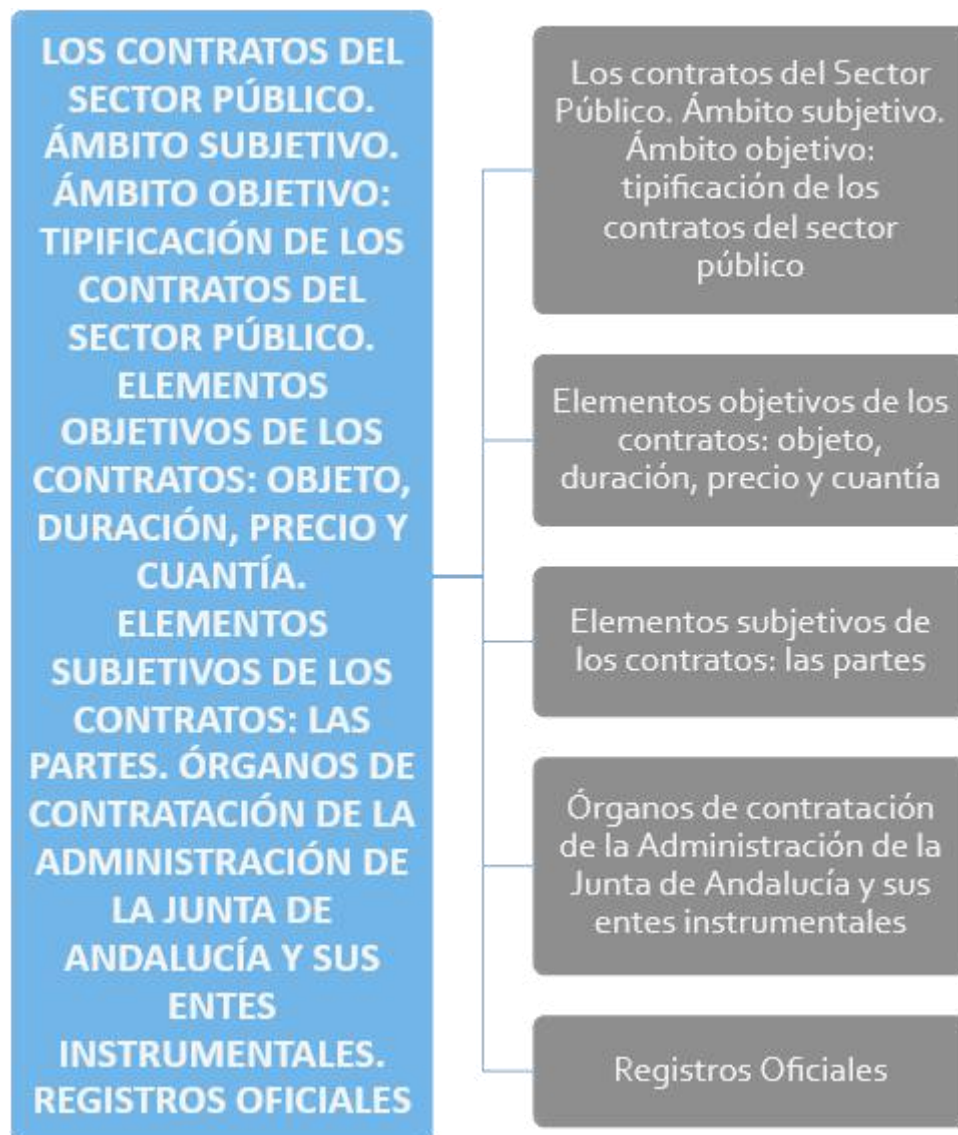 LOS CONTRATOS DEL
SECTOR PÚBLICO.
ÁMBITO SUBJETIVO.
ÁMBITO OBJETIVO:
TIPIFICACIÓN DE LOS
CONTRATOS DEL
SECTOR PÚBLICO.
ELEMENTOS
OBJETIVOS DE LOS
CONTRATOS: OBJETO,
DURACIÓN, PRECIO Y
CUANTÍA.
ELEMENTOS
SUBJETIVOS DE LOS
CONTRATOS: LAS
PARTES. ÓRGANOS DE
CONTRATACIÓN DE LA
ADMINISTRACIÓN DE
LA JUNTA DE
ANDALUCÍA Y SUS
ENTES
INSTRUMENTALES.
REGISTROS OFICIALES
Los contratos del Sector
Público. Ámbito subjetivo.
Ámbito objetivo:
tipificación de los
contratos del sector
público
Elementos objetivos de los
contratos: objeto,
duración, precio y cuantía
Elementos subjetivos de
los contratos: las partes
Órganos de contratación
de la Administración de la
Junta de Andalucía y sus
entes instrumentales
Registros Oficiales